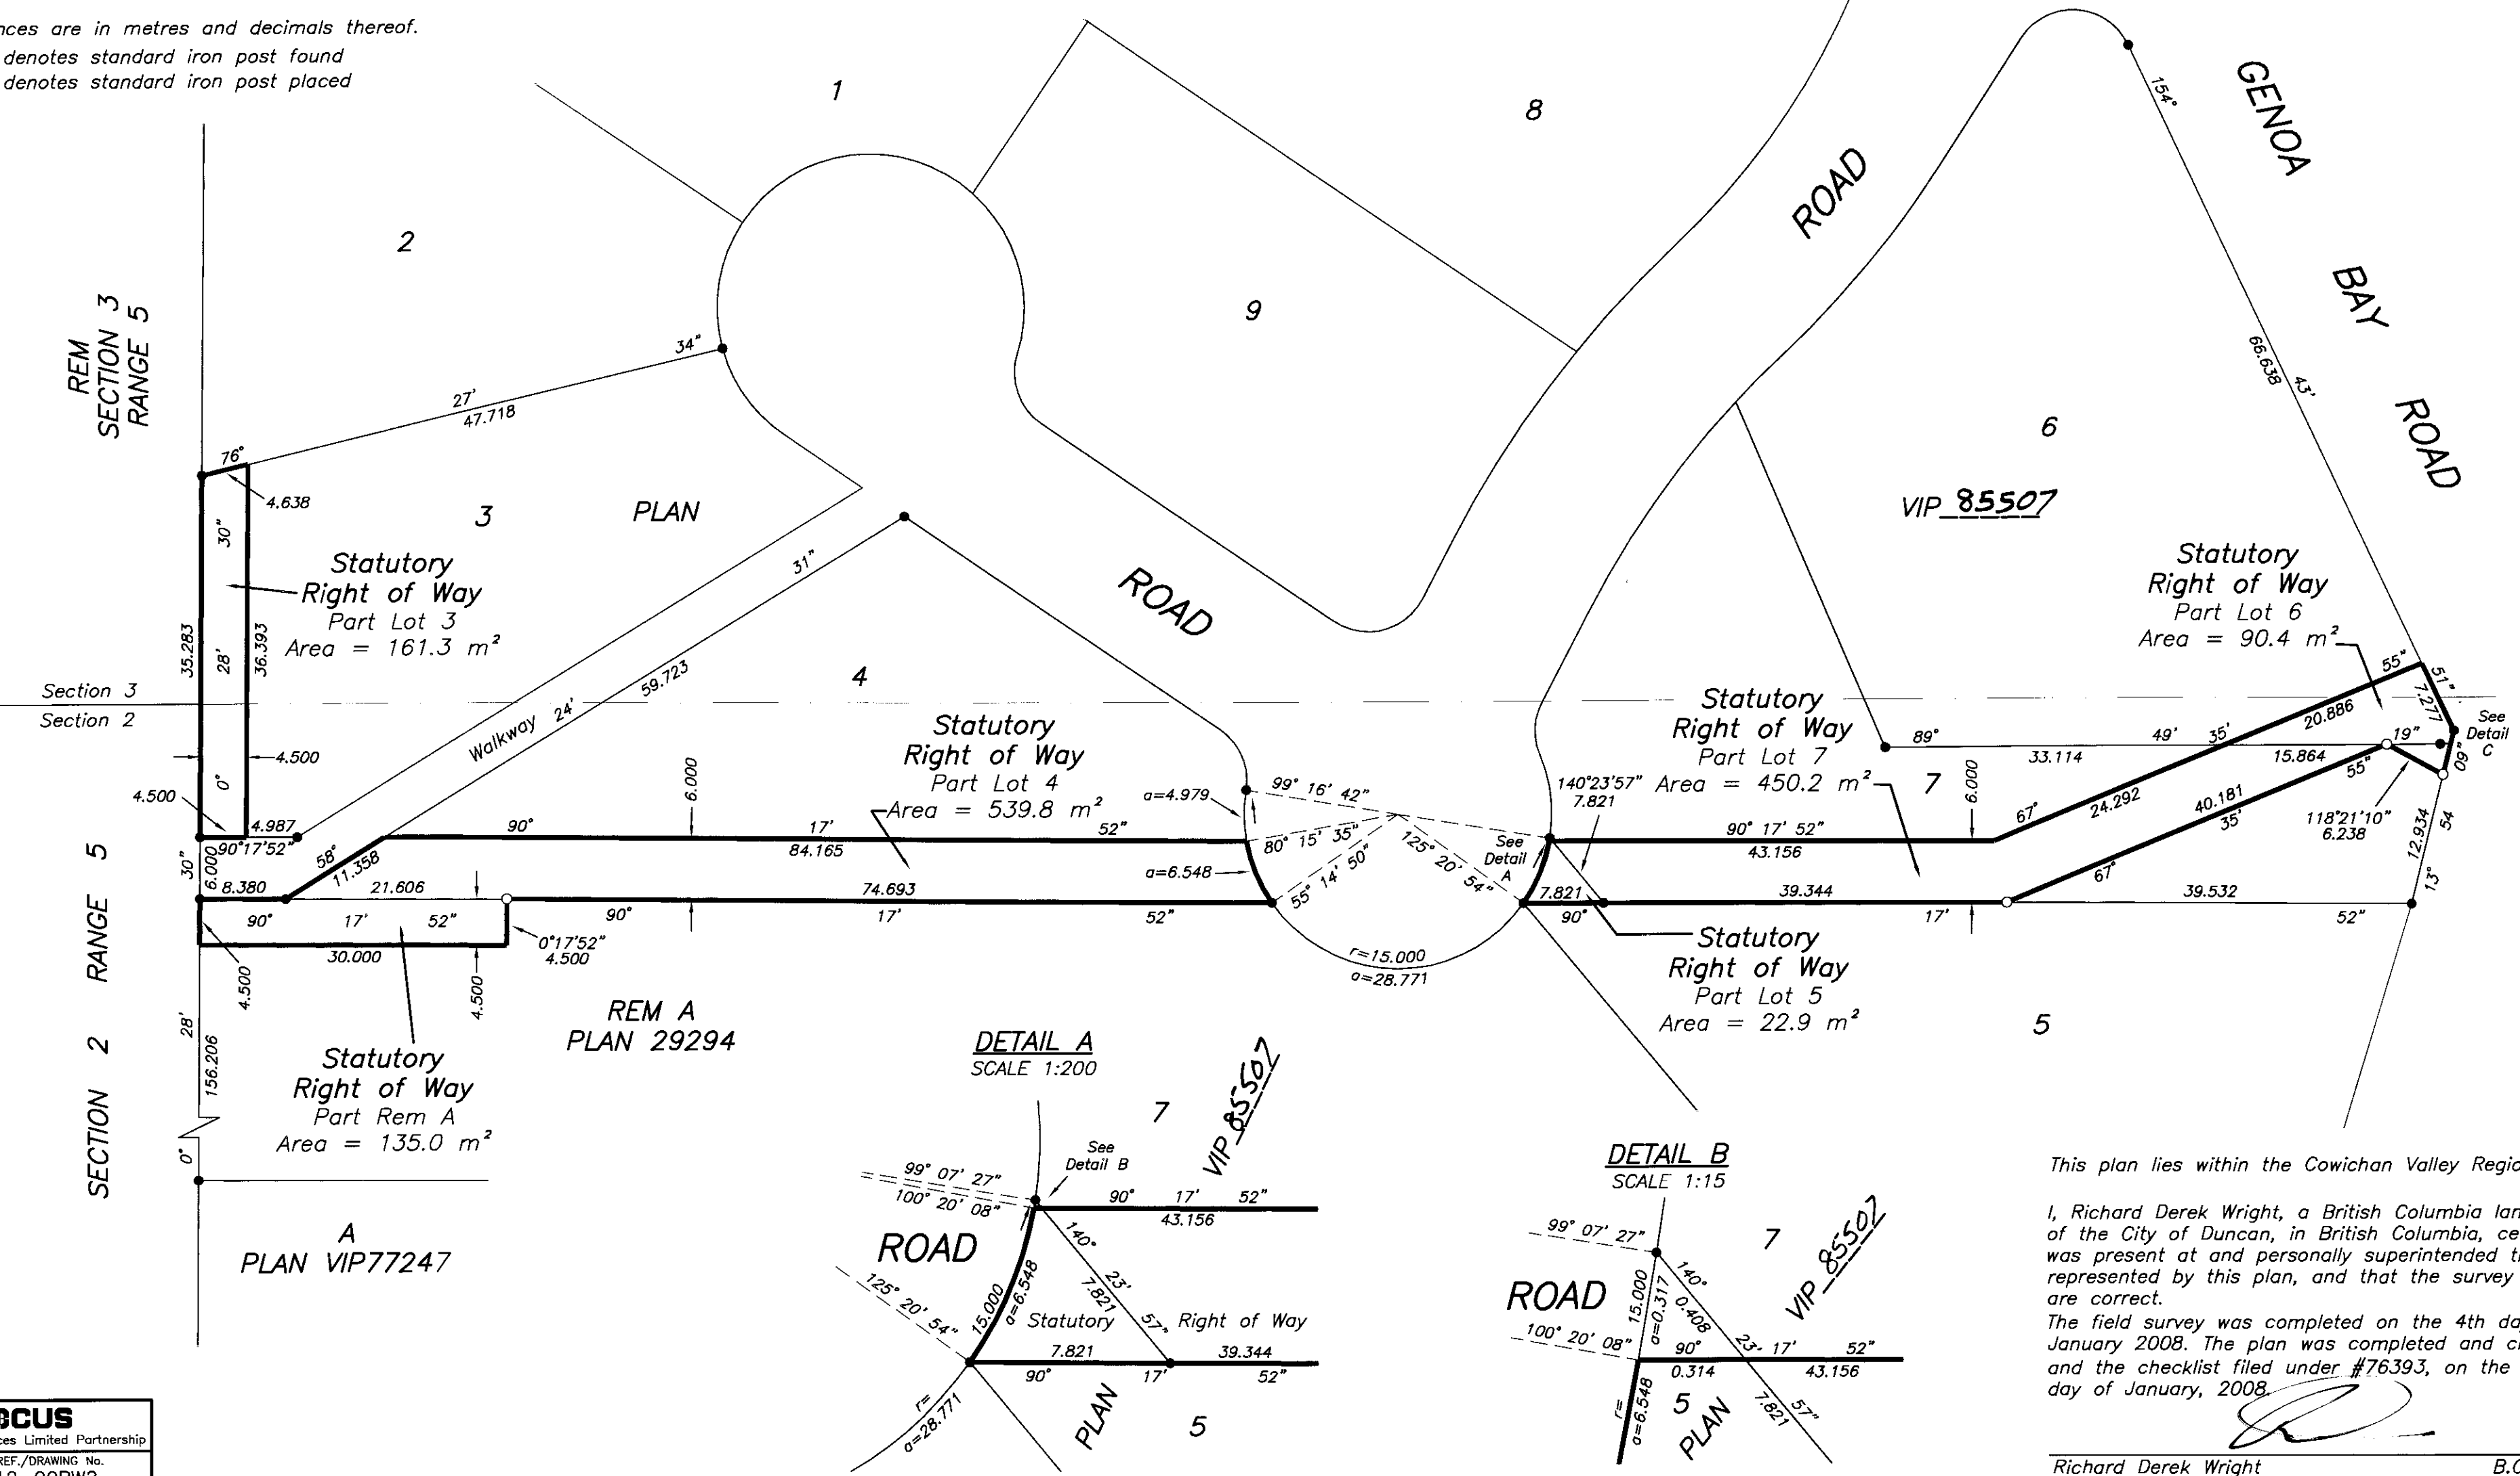 nces are in metres and decimals thereof.
denotes standard iron post found
denotes standard iron post placed
1
2
8
9
ROAD
GENOA
BAY
ROAD
154°
66.638
43'
REM
SECTION 3
RANGE 5
34"
27'
47.718
76°
4.638
3
PLAN
6
VIP 85507
30"
Statutory
Right of Way
Part Lot 3
Area = 161.3 m²
35.283
28'
36.393
31"
ROAD
Statutory
Right of Way
Part Lot 6
Area = 90.4 m²
Section 3
Section 2
59.723
4
Walkway 24'
0°
4.500
4.500
4.987
90°17'52"
Statutory
Right of Way
Part Lot 4
Area = 539.8 m²
6.000
90° 17' 52"
84.165
a=4.979
99° 16' 42"
80° 15' 35"
a=6.548
55° 14' 50"
125° 20' 54"
See
Detail
A
140°23'57"
7.821
Statutory
Right of Way
Part Lot 7
Area = 450.2 m²
7
6.000
89° 49' 19"
33.114
15.864
55"
35'
20.886
51"
7.277
See
Detail
C
09"
67°
24.292
55"
40.181
35'
118°21'10"
6.238
12.934
54
13°
90° 17' 52"
43.156
67°
30"
6.000
58°
11.358
8.380
21.606
74.693
90° 17' 52"
90° 17' 52"
0°17'52"
4.500
30.000
4.500
4.500
7.821
39.344
39.532
90° 17' 52"
r=15.000
a=28.771
Statutory
Right of Way
Part Lot 5
Area = 22.9 m²
5
SECTION 2 RANGE 5
28'
156.206
0°
REM A
PLAN 29294
Statutory
Right of Way
Part Rem A
Area = 135.0 m²
A
PLAN VIP77247
DETAIL A
SCALE 1:200
VIP 85507
7
See
Detail B
99° 07' 27"
100° 20' 08"
90° 17' 52"
43.156
ROAD
140°
23'
7.821
57"
15.000
a=6.548
125° 20' 54"
Statutory Right of Way
7.821
39.344
90° 17' 52"
r=
a=28.771
PLAN
5
DETAIL B
SCALE 1:15
99° 07' 27"
7
VIP 85507
ROAD
15.000
a=0.317
140°
0.408
23'
100° 20' 08"
90° 17' 52"
0.314
43.156
r=
a=6.548
5
PLAN
7.821
57"
This plan lies within the Cowichan Valley Regio
I, Richard Derek Wright, a British Columbia lan
of the City of Duncan, in British Columbia, ce
was present at and personally superintended t
represented by this plan, and that the survey
are correct.
The field survey was completed on the 4th da
January 2008. The plan was completed and c
and the checklist filed under #76393, on the
day of January, 2008.
Richard Derek Wright B.C
CUS
ces Limited Partnership
REF./DRAWING No.